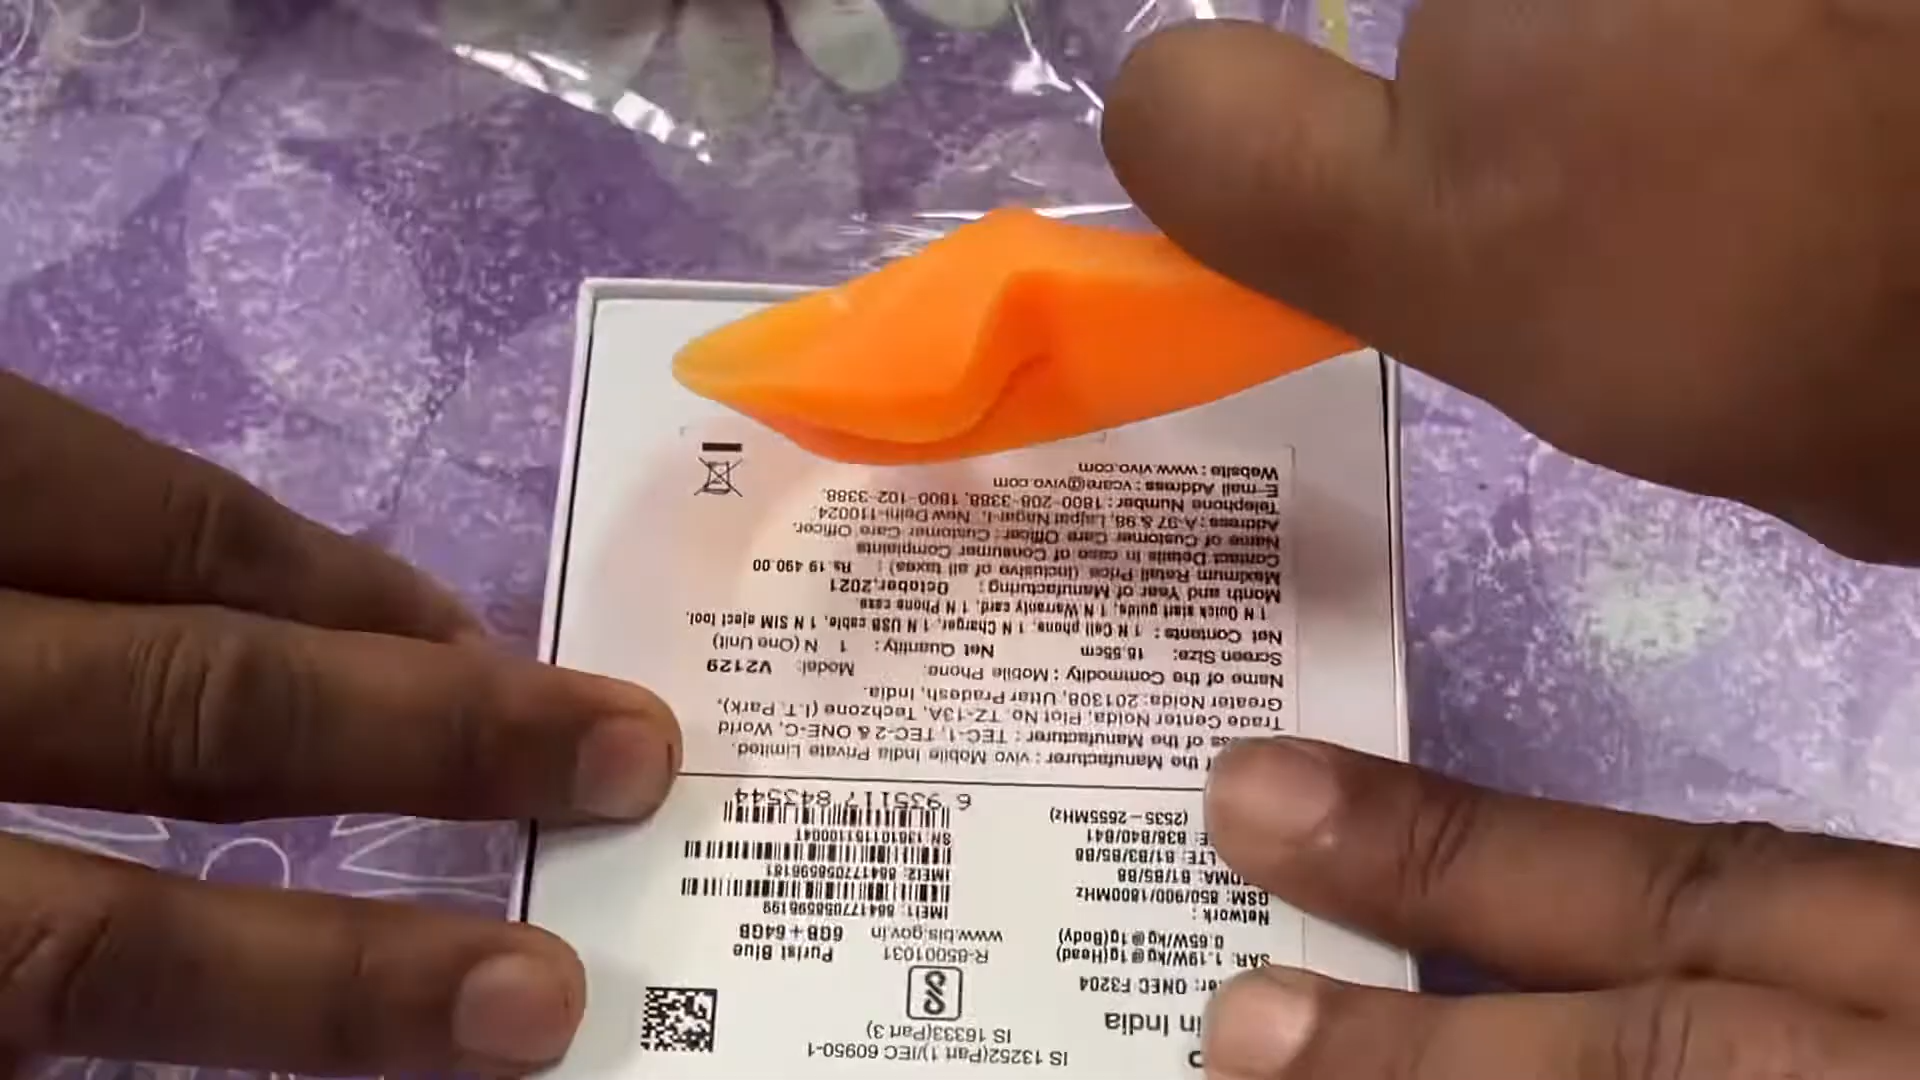 IS 13252(Part 1)/IEC 60950-1
IS 16333(Part 3)
R-85001031
www.bis.gov.in
Purist Blue
6GB+64GB
in India
ONEC F3204
SAR: 1.19W/kg@1g(Head)
0.65W/kg@1g(Body)
Network :
GSM: 850/900/1800MHz
B1/B5/B8
LTE: B1/B3/B5/B8
B38/B40/B41
(2535-2655MHz)
IMEI1: 864177058596199
IMEI2: 864177058596181
6 935117 843544
the Manufacturer : vivo Mobile India Private Limited.
of the Manufacturer : TEC-1, TEC-2 & ONE-C, World
Trade Center Noida, Plot No. TZ-13A, Techzone (I.T. Park),
Greater Noida: 201308, Uttar Pradesh, India.
Name of the Commodity : Mobile Phone. Model: V2129
Screen Size: 16.55cm Net Quantity : 1 N (One Unit)
Net Contents : 1 N Cell phone, 1 N Charger, 1 N USB cable, 1 N SIM eject tool,
1 N Quick start guide, 1 N Warranty card, 1 N Phone case.
Month and Year of Manufacturing : October,2021
Maximum Retail Price (Inclusive of all taxes) : Rs.19 490.00
Contact Details in case of Consumer Complaints
Name of Customer Care Officer : Customer Care Officer.
Address : A-97 & 98, Lajpat Nagar-I, New Delhi-110024.
Telephone Number : 1800-208-3388, 1800-102-3388.
E-mail Address : vcare@vivo.com
Website : www.vivo.com